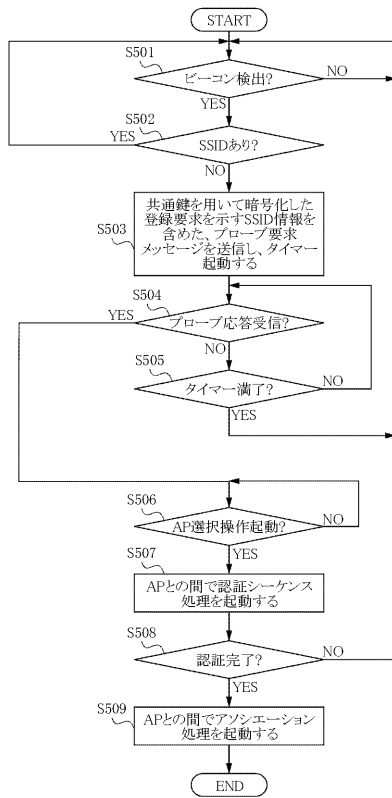 START
S501
ビーコン検出?
NO
YES
S502
YES
SSIDあり?
NO
S503
共通鍵を用いて暗号化した
登録要求を示すSSID情報を
含めた、プローブ要求
メッセージを送信し、タイマー
起動する
S504
YES
プローブ応答受信?
NO
S505
タイマー満了?
NO
YES
S506
AP選択操作起動?
NO
YES
S507
APとの間で認証シーケンス
処理を起動する
S508
認証完了?
NO
YES
S509
APとの間でアソシエーション
処理を起動する
END